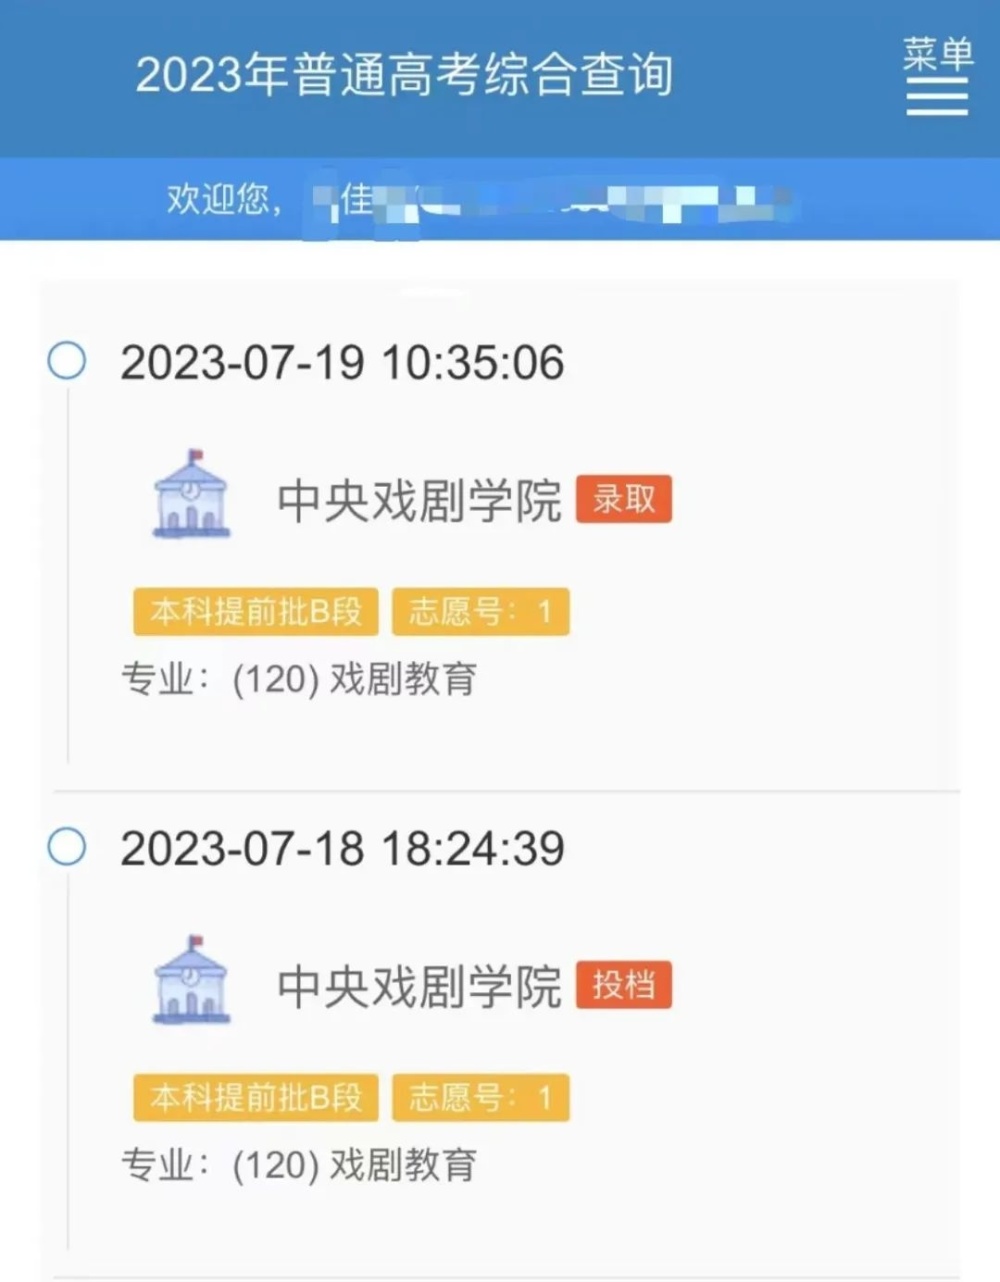 2023年普通高考综合查询
菜单
欢迎您, 佳
2023-07-19 10:35:06
中央戏剧学院 录取
本科提前批B段 志愿号：1
专业：(120) 戏剧教育
2023-07-18 18:24:39
中央戏剧学院 投档
本科提前批B段 志愿号：1
专业：(120) 戏剧教育